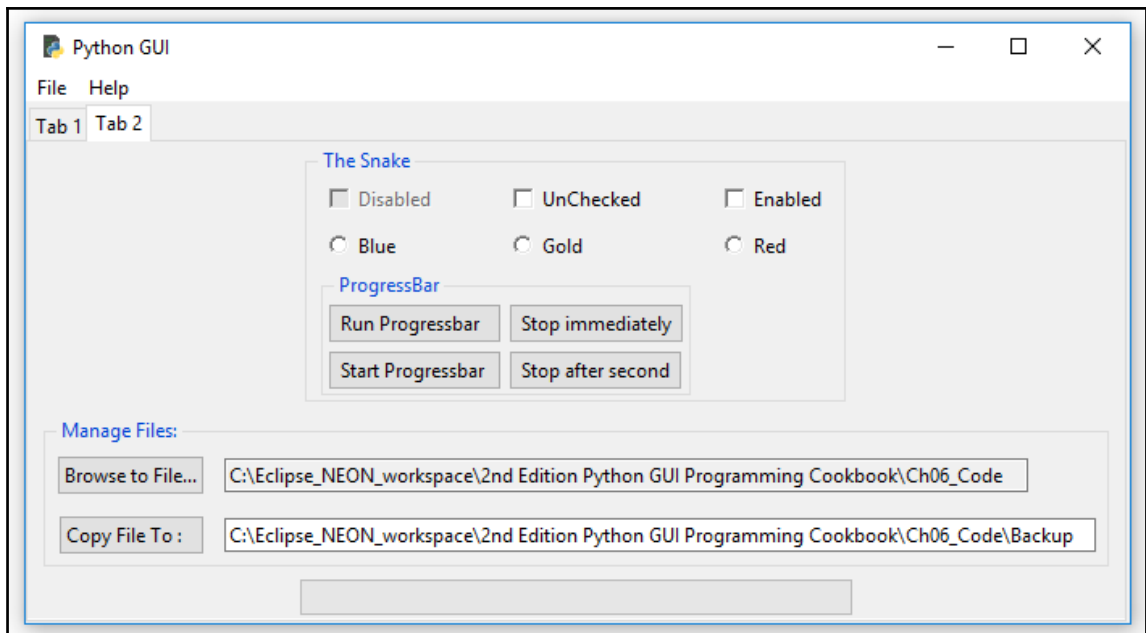 Python GUI
File Help
Tab 1 Tab 2
The Snake
Disabled UnChecked Enabled
Blue Gold Red
ProgressBar
Run Progressbar Stop immediately
Start Progressbar Stop after second
Manage Files:
Browse to File... C:\Eclipse_NEON_workspace\2nd Edition Python GUI Programming Cookbook\Ch06_Code
Copy File To : C:\Eclipse_NEON_workspace\2nd Edition Python GUI Programming Cookbook\Ch06_Code\Backup